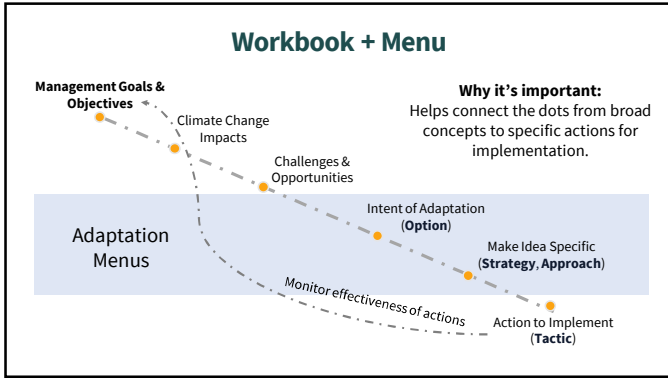 Workbook + Menu
Management Goals &
Objectives
Why it's important:
Helps connect the dots from broad
concepts to specific actions for
implementation.
Climate Change
Impacts
Challenges &
Opportunities
Adaptation
Menus
Intent of Adaptation
(Option)
Make Idea Specific
(Strategy, Approach)
Monitor effectiveness of actions
Action to Implement
(Tactic)